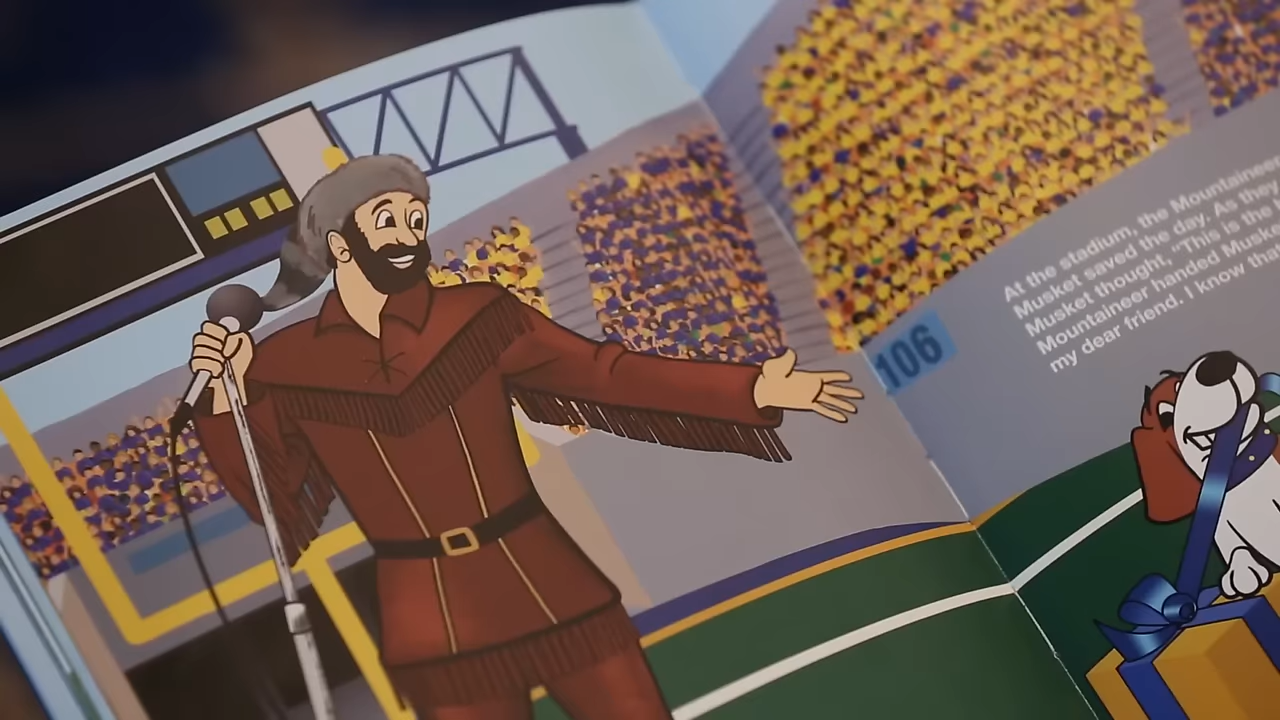 106
At the stadium, the Mountaineer
Musket saved the day. As they
Musket thought, "This is the
Mountaineer handed Musket
my dear friend. I know that